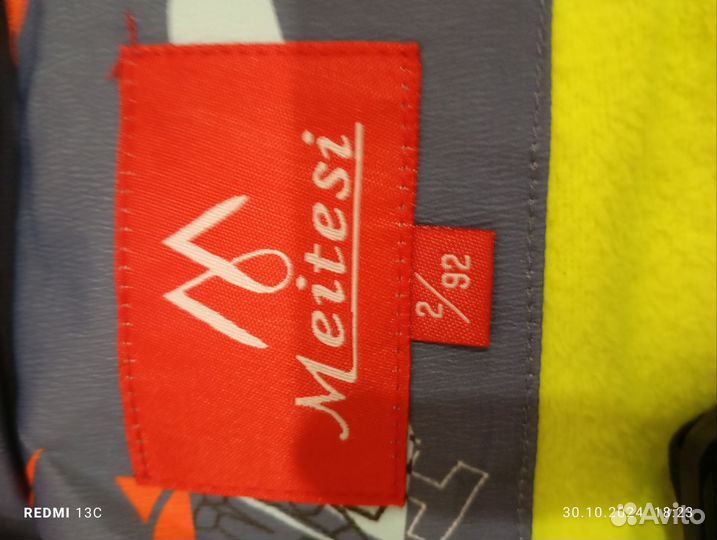 Meitesi
2/92
REDMI 13C
30.10.2024 18:23
Avito